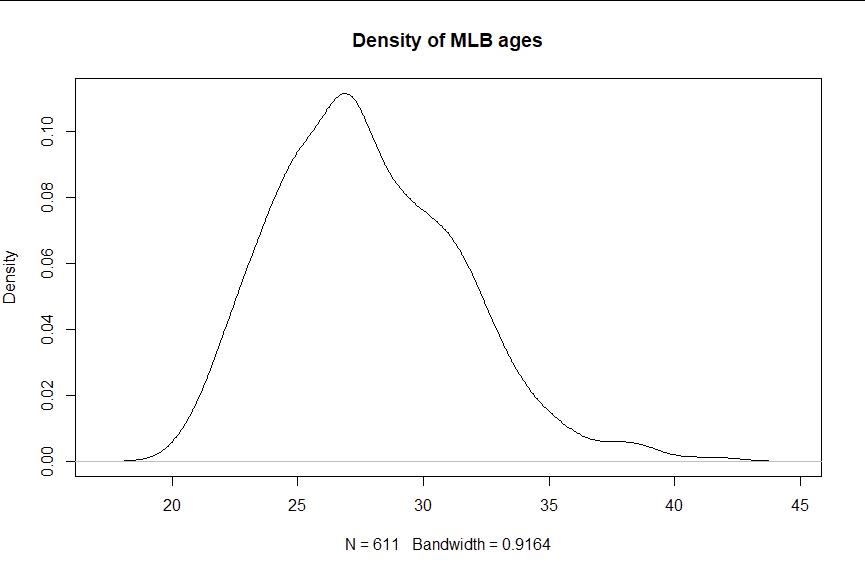 Density of MLB ages
Density
0.10
0.08
0.06
0.04
0.02
0.00
20 25 30 35 40 45
N = 611 Bandwidth = 0.9164